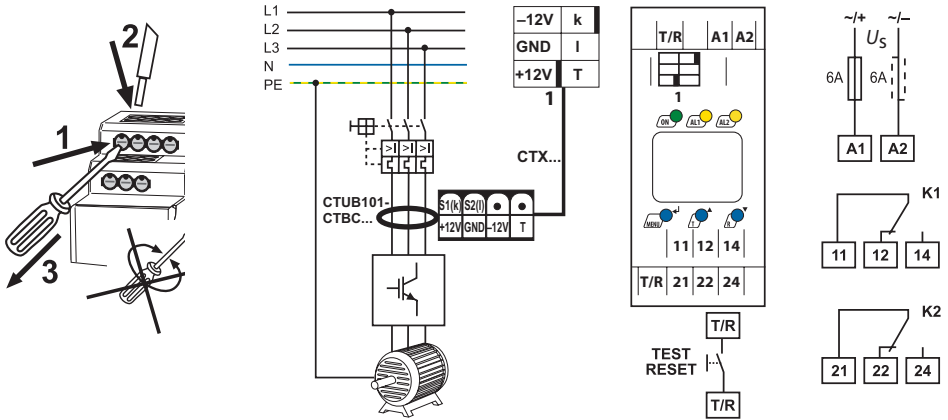 2
1
3
L1
L2
L3
N
PE
>I >I >I
CTUB101-
CTBC...
S1(k) S2(l) • •
+12V GND –12V T
–12V k
GND l
+12V T
1
CTX...
T/R A1 A2
1
ON AL1 AL2
MENU T R
11 12 14
T/R 21 22 24
T/R
TEST
RESET
T/R
~/+ ~/–
US
6A 6A
A1 A2
K1
11 12 14
K2
21 22 24